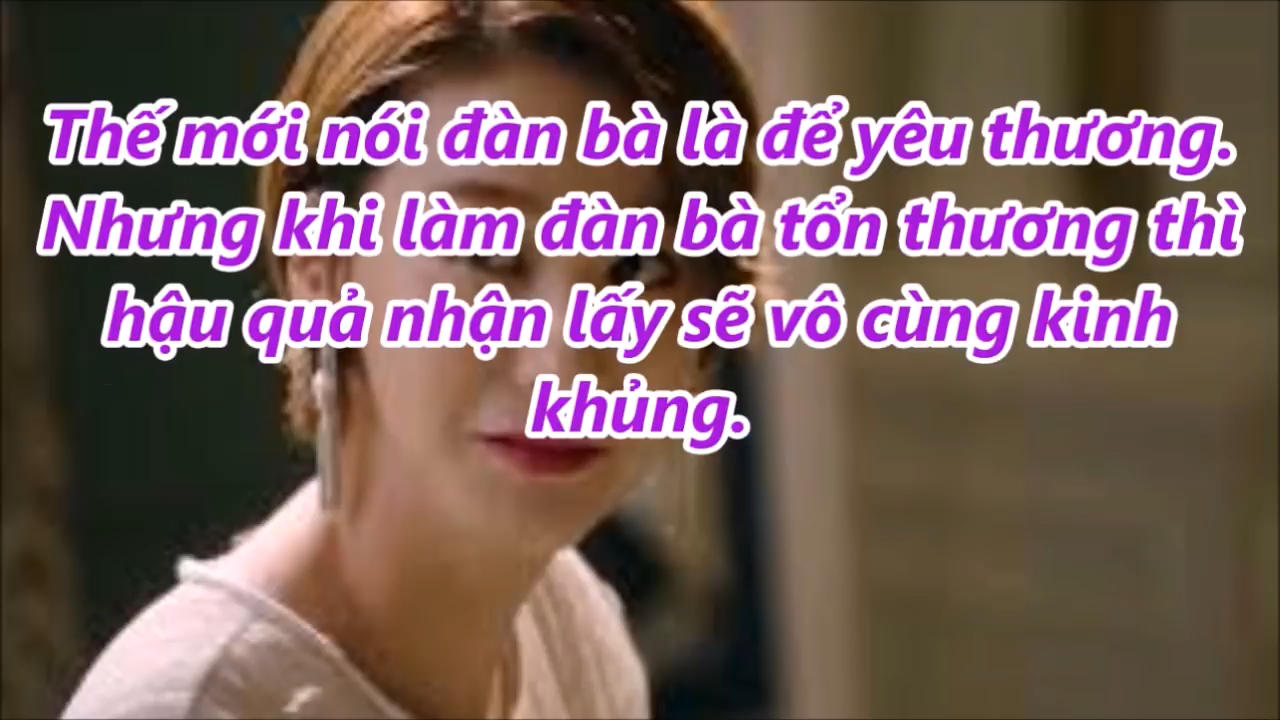 Thế mới nói đàn bà là để yêu thương.
Nhưng khi làm đàn bà tổn thương thì
hậu quả nhận lấy sẽ vô cùng kinh
khủng.